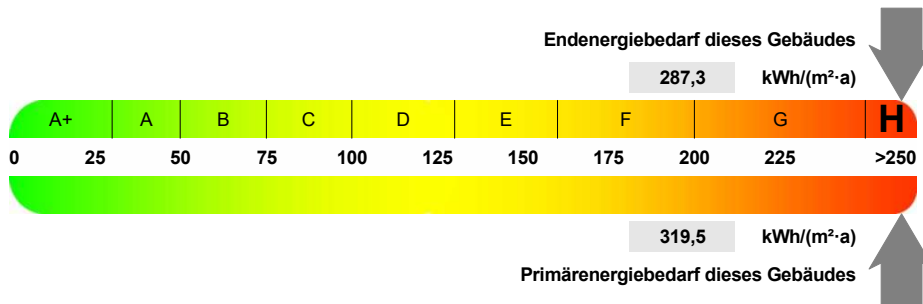 Endenergiebedarf dieses Gebäudes
287,3 kWh/(m²·a)
A+ A B C D E F G H
0 25 50 75 100 125 150 175 200 225 >250
319,5 kWh/(m²·a)
Primärenergiebedarf dieses Gebäudes